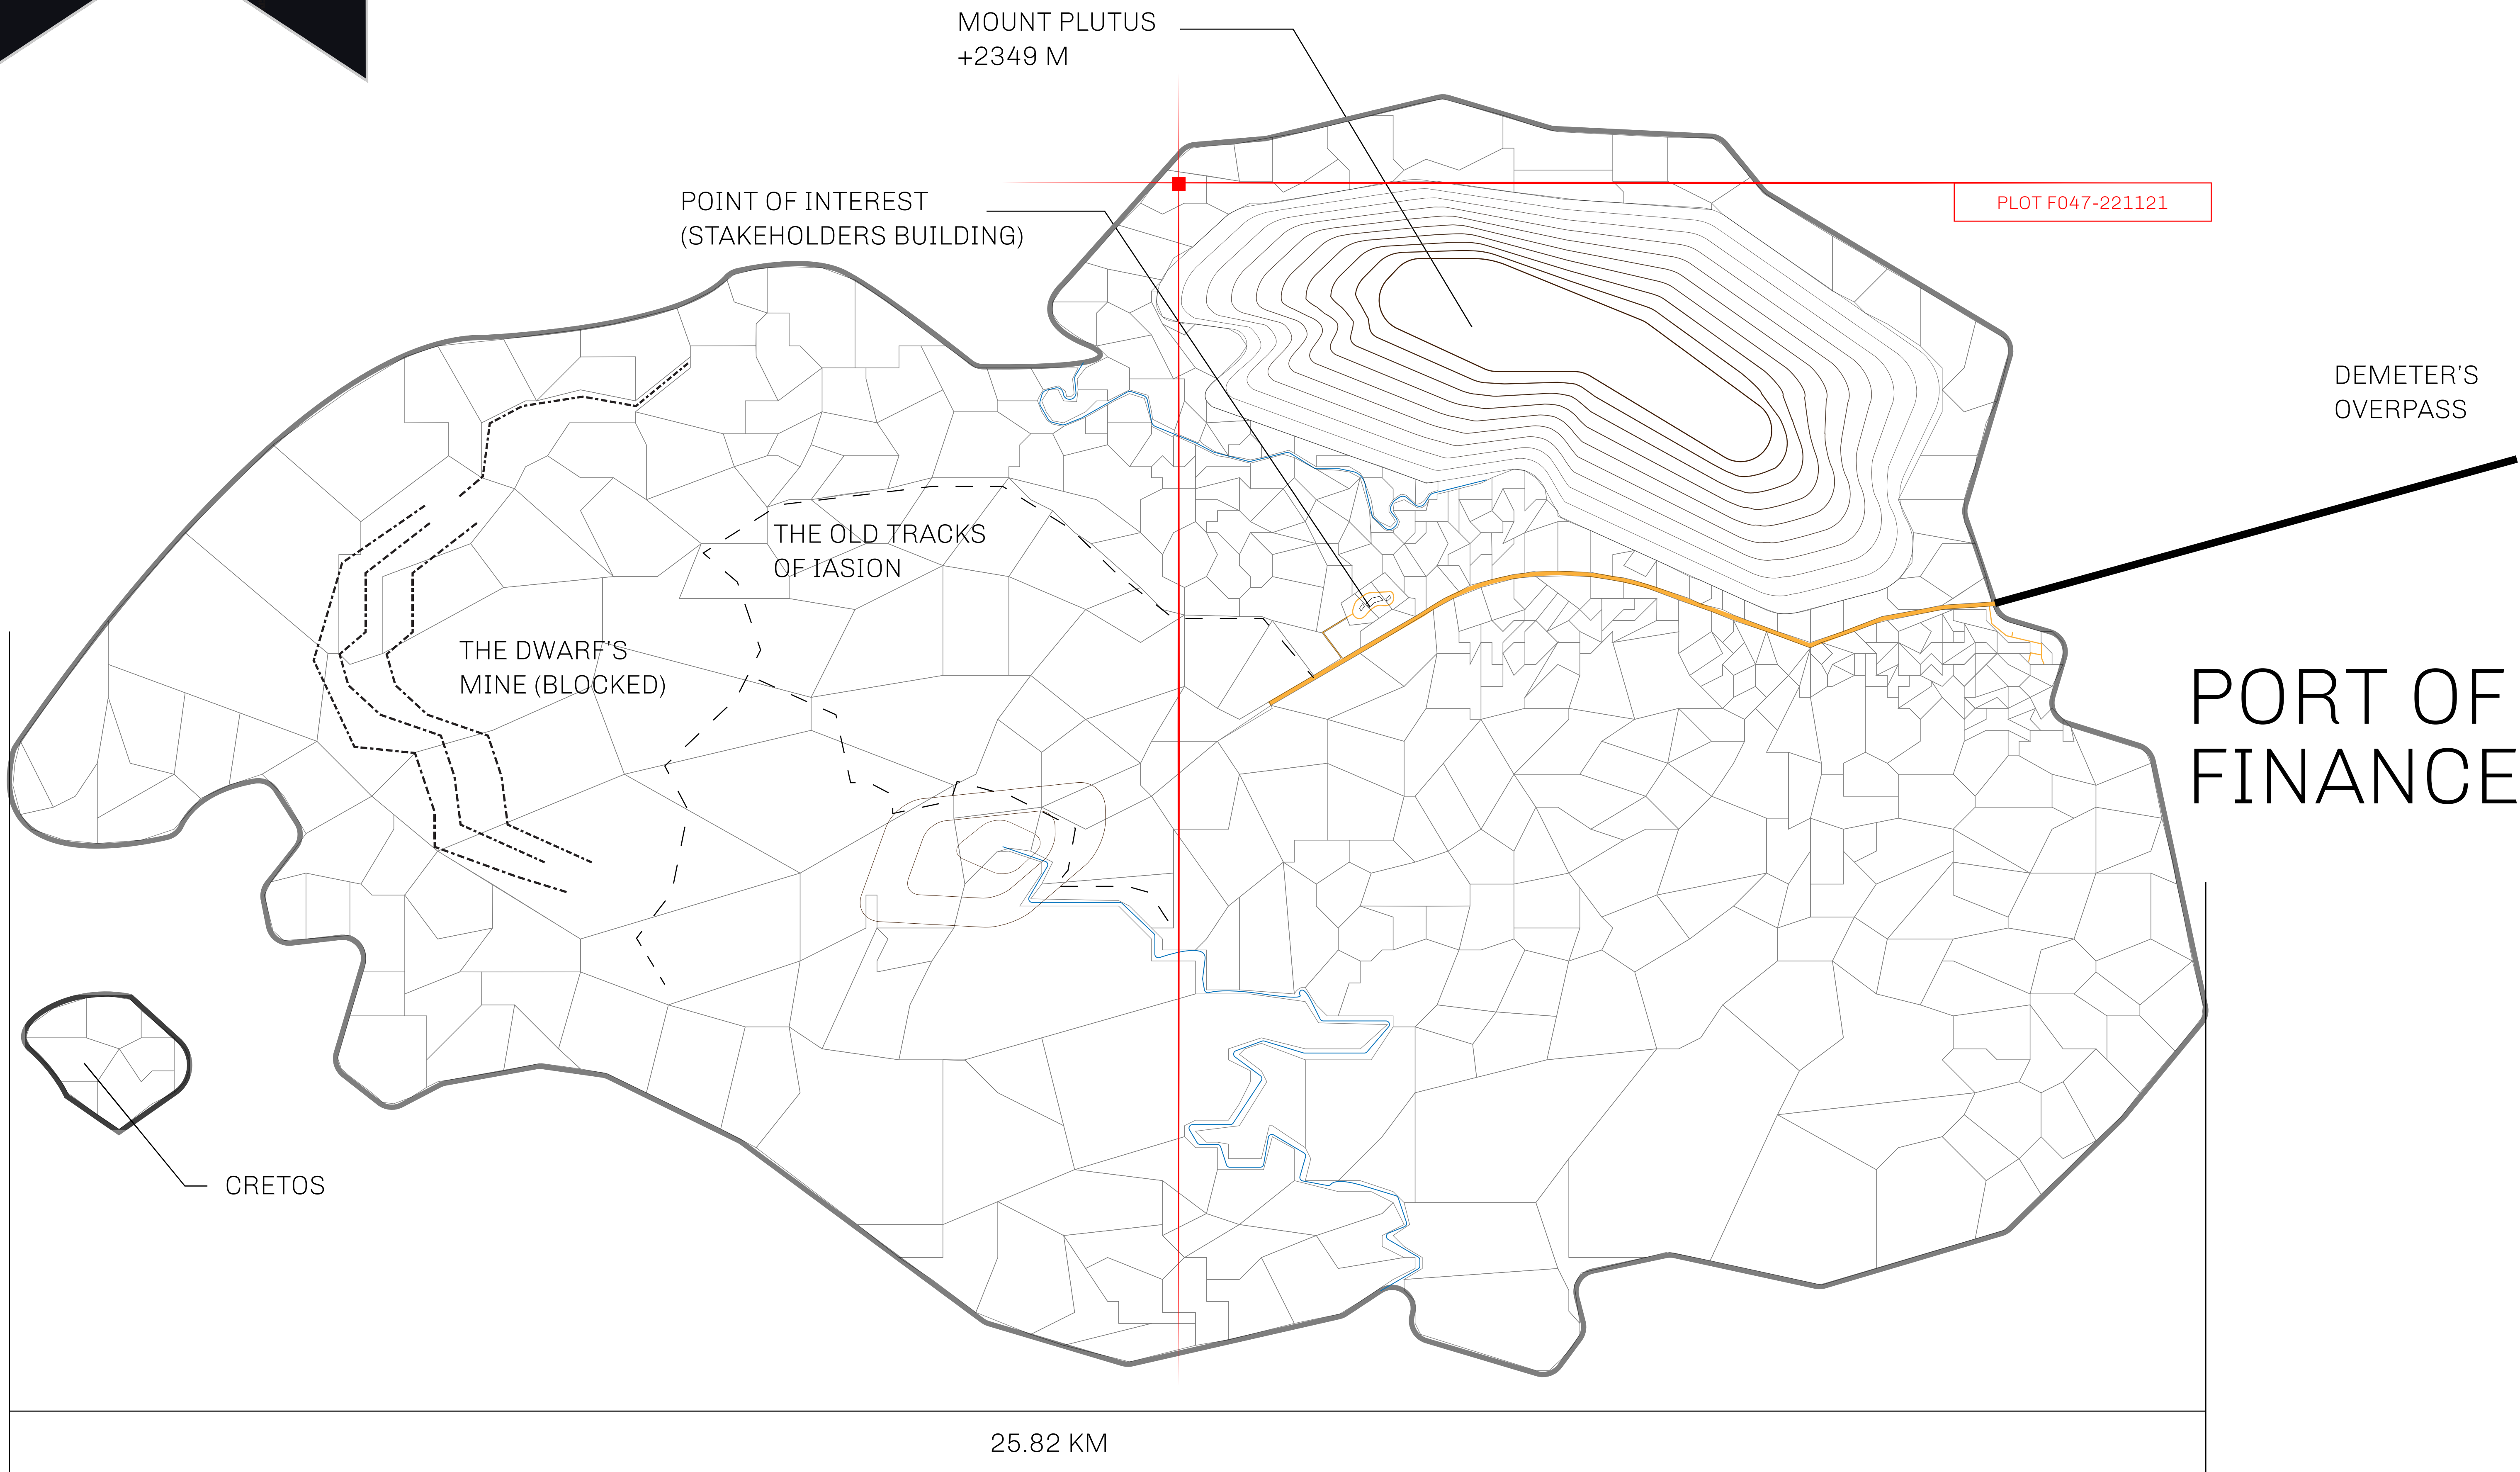 MOUNT PLUTUS
+2349 M
POINT OF INTEREST
(STAKEHOLDERS BUILDING)
PLOT F047-221121
DEMETER'S
OVERPASS
THE OLD TRACKS
OF IASION
THE DWARF'S
MINE (BLOCKED)
PORT OF
FINANCE
CRETOS
25.82 KM